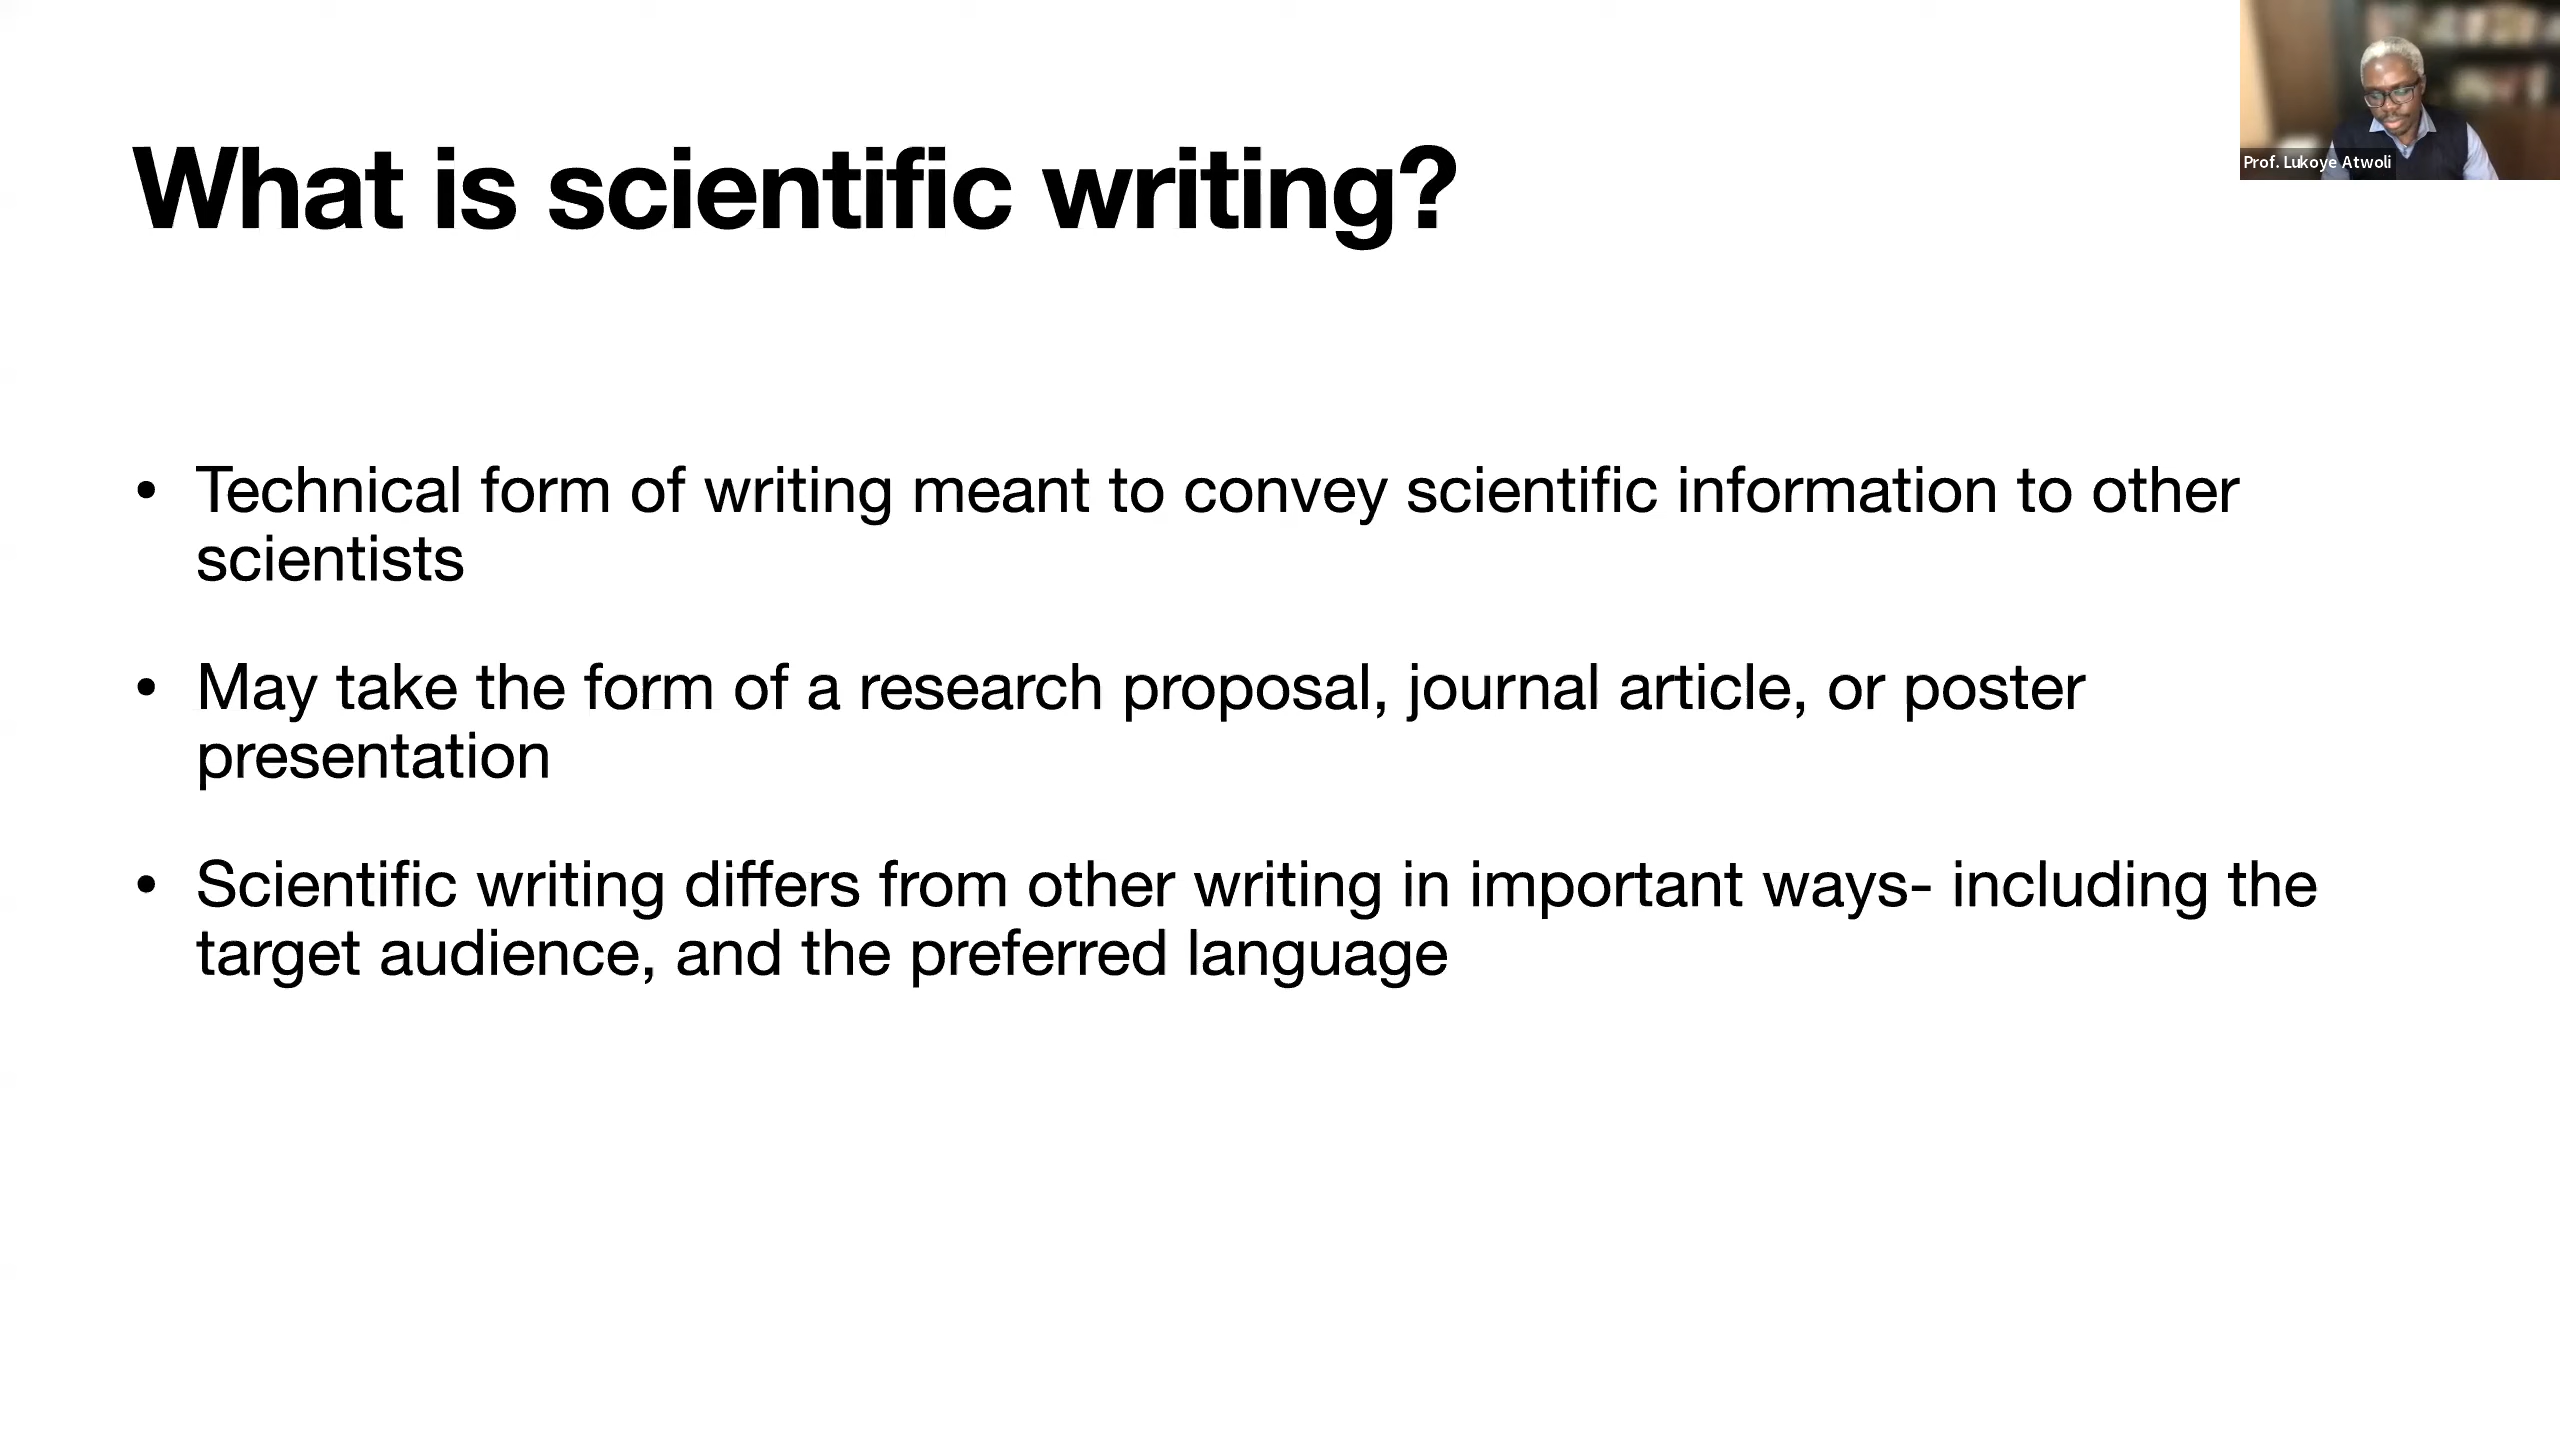 What is scientific writing?
Prof. Lukoye Atwoli
• Technical form of writing meant to convey scientific information to other
scientists
• May take the form of a research proposal, journal article, or poster
presentation
• Scientific writing differs from other writing in important ways- including the
target audience, and the preferred language